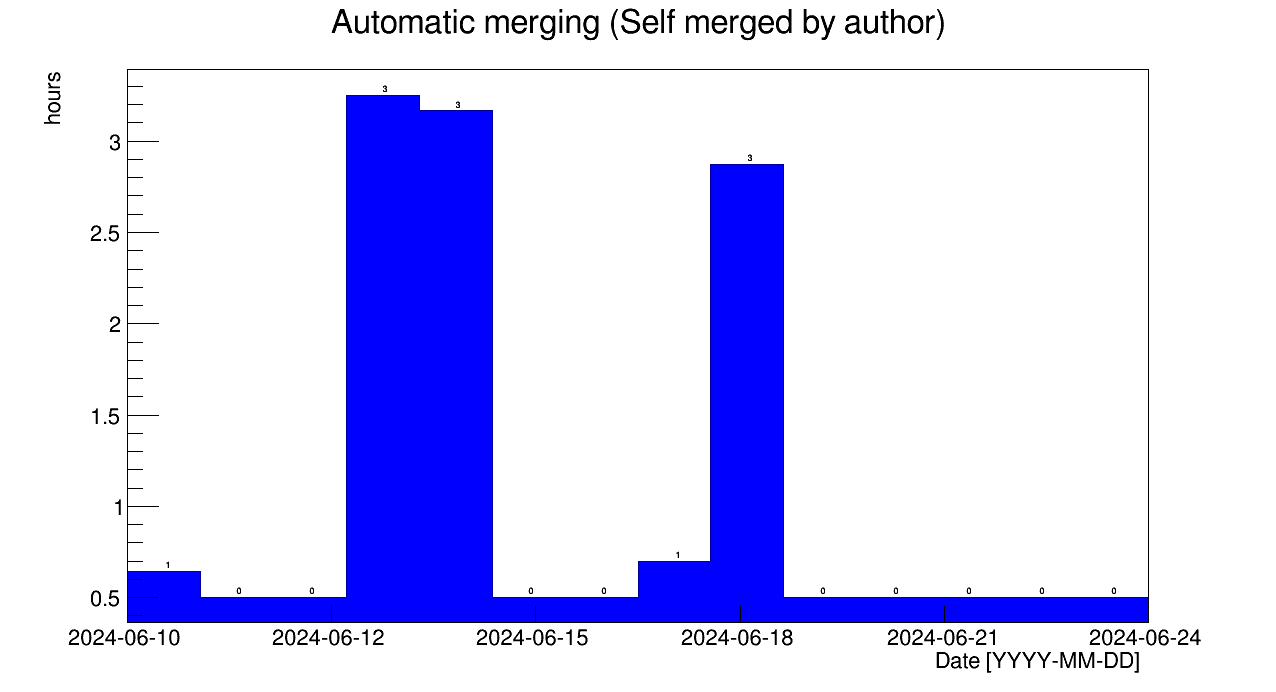 Automatic merging (Self merged by author)
hours
3
2.5
2
1.5
1
0.5
1 0 0 3 3 0 0 1 3 0 0 0 0 0
2024-06-10 2024-06-12 2024-06-15 2024-06-18 2024-06-21 2024-06-24
Date [YYYY-MM-DD]